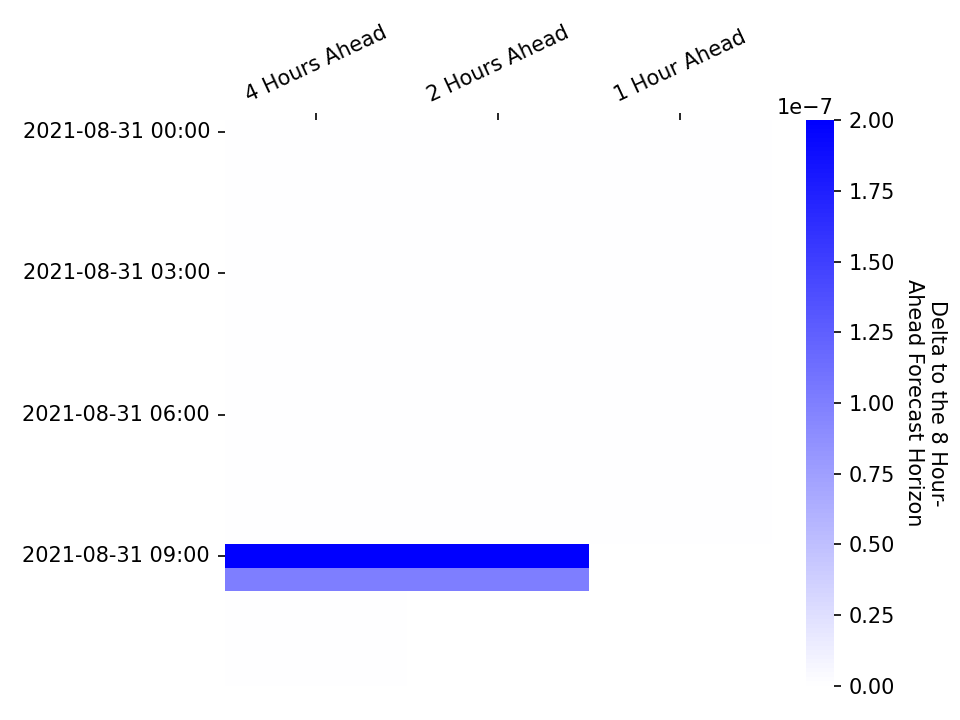 4 Hours Ahead
2 Hours Ahead
1 Hour Ahead
1e−7
2021-08-31 00:00
2021-08-31 03:00
2021-08-31 06:00
2021-08-31 09:00
2.00
1.75
1.50
1.25
1.00
0.75
0.50
0.25
0.00
Delta to the 8 Hour-
Ahead Forecast Horizon